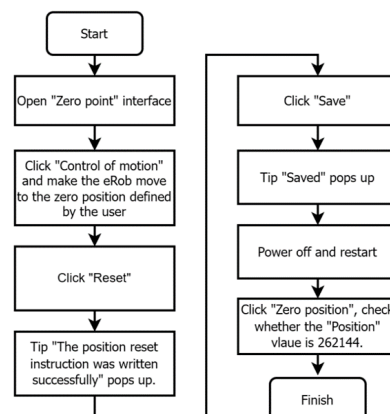 Start
Open "Zero point" interface
Click "Control of motion"
and make the eRob move
to the zero position defined
by the user
Click "Reset"
Tip "The position reset
instruction was written
successfully" pops up.
Click "Save"
Tip "Saved" pops up
Power off and restart
Click "Zero position", check
whether the "Position"
vlaue is 262144.
Finish